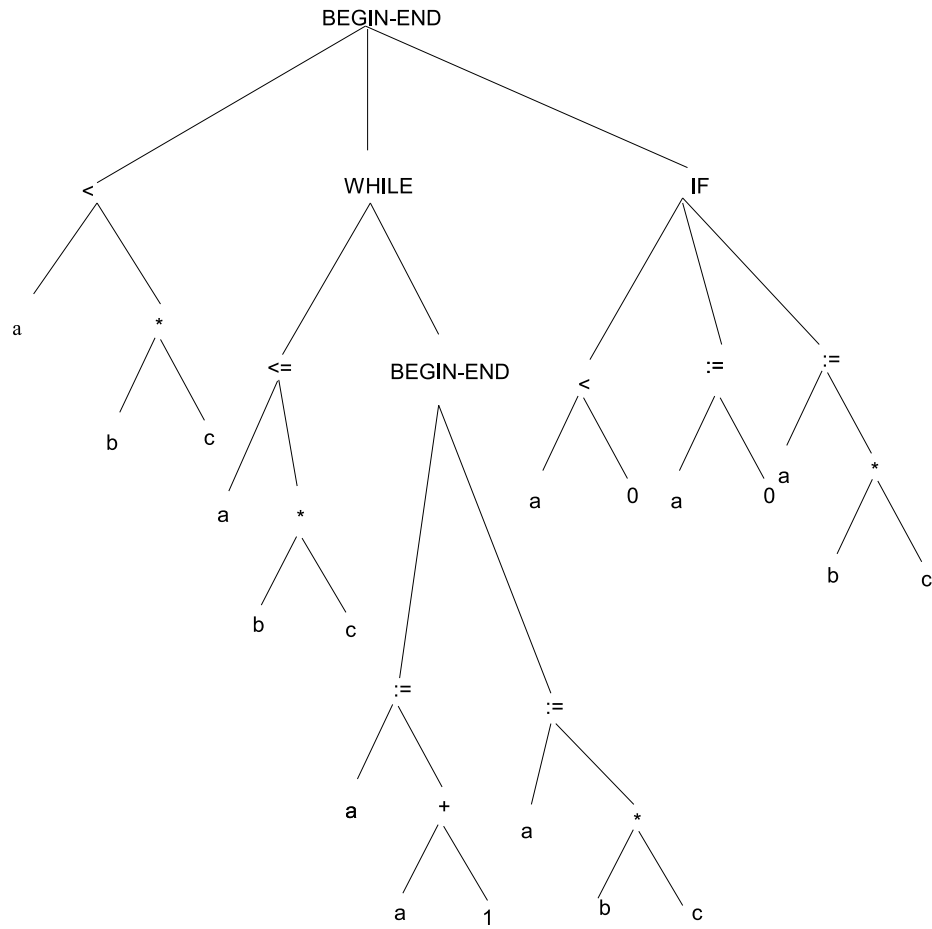 BEGIN-END
< WHILE IF
a * <= BEGIN-END < := :=
b c a * a 0 a 0 a *
b c b c
:= :=
a + a *
a 1 b c